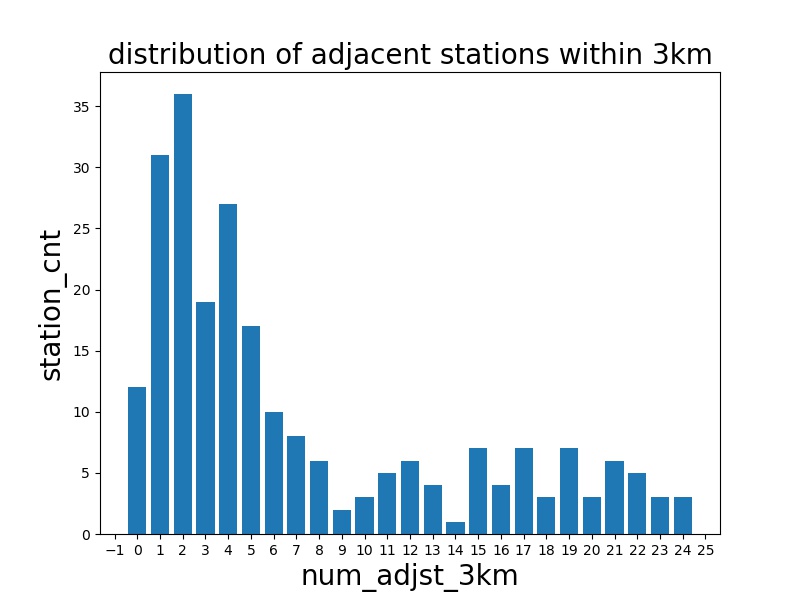 distribution of adjacent stations within 3km
35
30
25
20
15
10
5
0
station_cnt
−1 0 1 2 3 4 5 6 7 8 9 10 11 12 13 14 15 16 17 18 19 20 21 22 23 24 25
num_adjst_3km